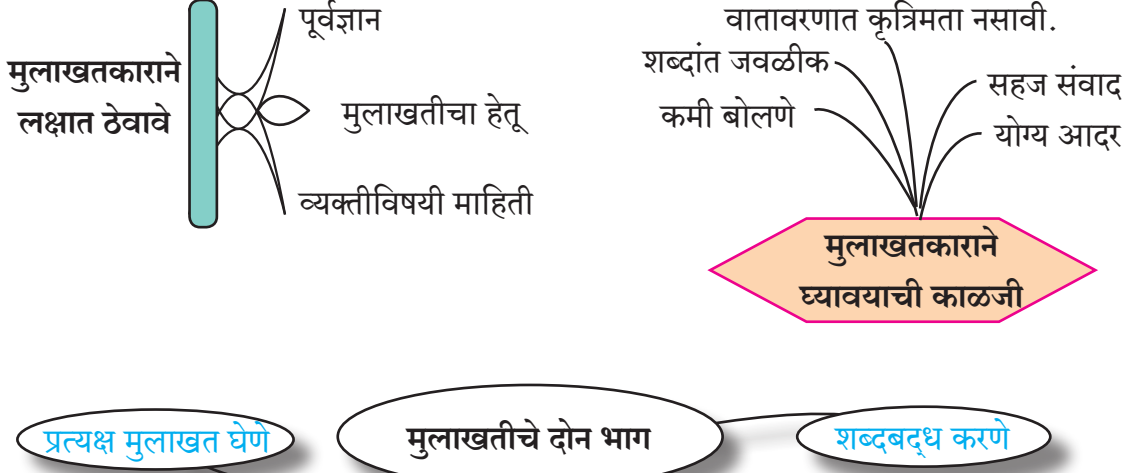 पूर्वज्ञान
मुलाखतकाराने
लक्षात ठेवावे
मुलाखतीचा हेतू
व्यक्तीविषयी माहिती
वातावरणात कृत्रिमता नसावी.
शब्दांत जवळीक
सहज संवाद
कमी बोलणे
योग्य आदर
मुलाखतकाराने
घ्यावयाची काळजी
प्रत्यक्ष मुलाखत घेणे
मुलाखतीचे दोन भाग
शब्दबद्ध करणे